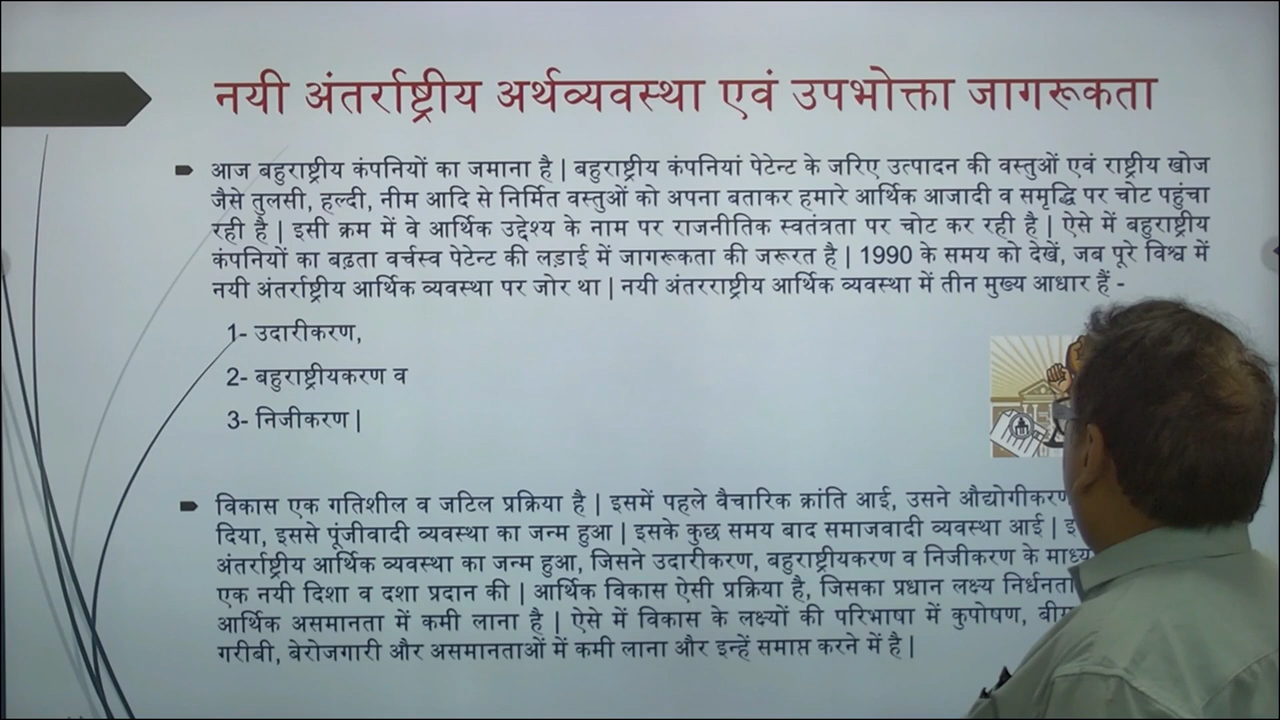 नयी अंतर्राष्ट्रीय अर्थव्यवस्था एवं उपभोक्ता जागरूकता
आज बहुराष्ट्रीय कंपनियों का जमाना है | बहुराष्ट्रीय कंपनियां पेटेन्ट के जरिए उत्पादन की वस्तुओं एवं राष्ट्रीय खोज
जैसे तुलसी, हल्दी, नीम आदि से निर्मित वस्तुओं को अपना बताकर हमारे आर्थिक आजादी व समृद्धि पर चोट पहुंचा
रही है | इसी क्रम में वे आर्थिक उद्देश्य के नाम पर राजनीतिक स्वतंत्रता पर चोट कर रही है | ऐसे में बहुराष्ट्रीय
कंपनियों का बढ़ता वर्चस्व पेटेन्ट की लड़ाई में जागरूकता की जरूरत है | 1990 के समय को देखें, जब पूरे विश्व में
नयी अंतर्राष्ट्रीय आर्थिक व्यवस्था पर जोर था | नयी अंतरराष्ट्रीय आर्थिक व्यवस्था में तीन मुख्य आधार हैं -
1- उदारीकरण,
2- बहुराष्ट्रीयकरण व
3- निजीकरण |
विकास एक गतिशील व जटिल प्रक्रिया है | इसमें पहले वैचारिक क्रांति आई, उसने
दिया, इससे पूंजीवादी व्यवस्था का जन्म हुआ | इसके कुछ समय बाद समाजवादी व्यवस्था आई |
अंतर्राष्ट्रीय आर्थिक व्यवस्था का जन्म हुआ, जिसने उदारीकरण, बहुराष्ट्रीयकरण व निजीकरण के
एक नयी दिशा व दशा प्रदान की | आर्थिक विकास ऐसी प्रक्रिया है, जिसका प्रधान लक्ष्य
आर्थिक असमानता में कमी लाना है | ऐसे में विकास के लक्ष्यों की परिभाषा में कुपोषण,
गरीबी, बेरोजगारी और असमानताओं में कमी लाना और इन्हें समाप्त करने में है |